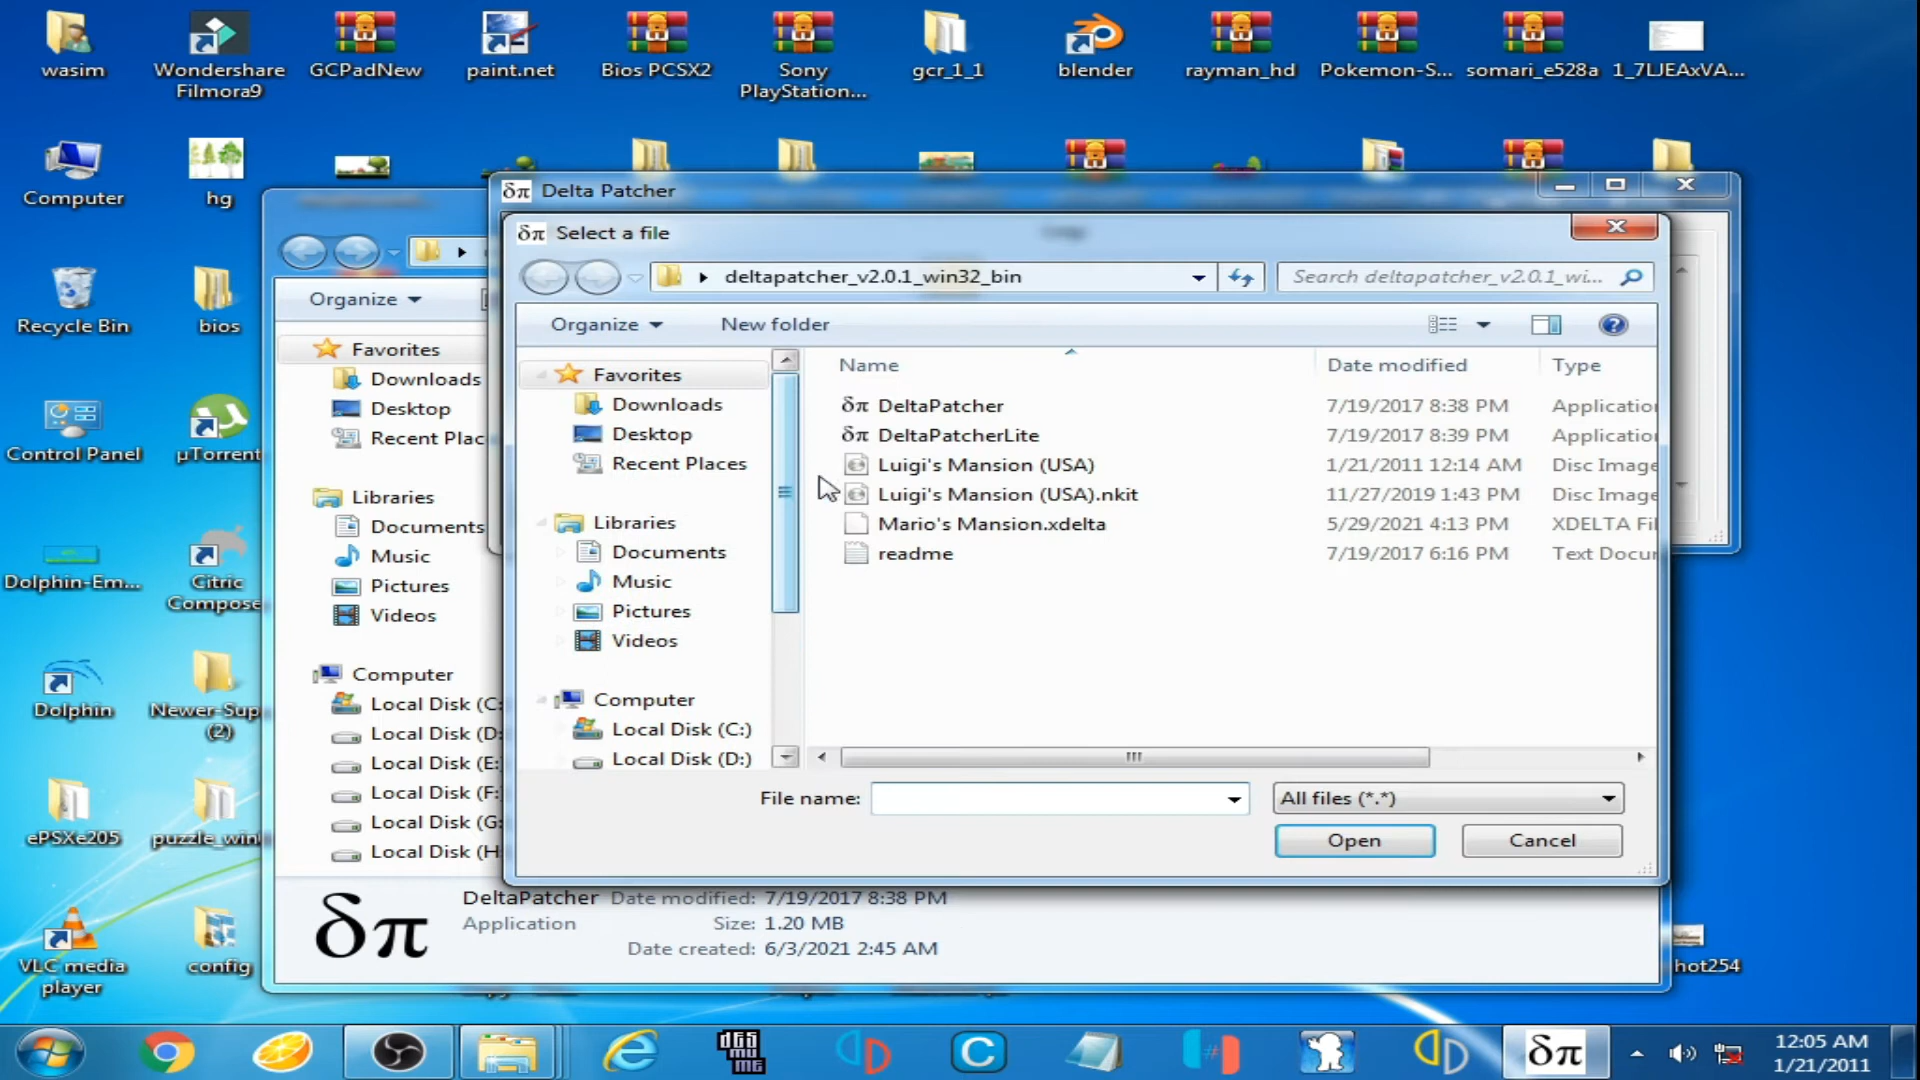 wasim
Wondershare Filmora9
GCPadNew
paint.net
Bios PCSX2
Sony PlayStation...
gcr_1_1
blender
rayman_hd
Pokemon-S...
somari_e528a
1_7LJEAxVA...
Computer
hg
δπ Delta Patcher
δπ Select a file
deltapatcher_v2.0.1_win32_bin
Search deltapatcher_v2.0.1_wi...
Organize
Organize
New folder
Recycle Bin
bios
Favorites
Downloads
Desktop
Recent Plac
Libraries
Documents
Music
Pictures
Videos
Computer
Local Disk (C:
Local Disk (D:
Local Disk (E:
Local Disk (F:
Local Disk (G:
Local Disk (H:
Favorites
Downloads
Desktop
Recent Places
Libraries
Documents
Music
Pictures
Videos
Computer
Local Disk (C:)
Local Disk (D:)
Name Date modified Type
δπ DeltaPatcher 7/19/2017 8:38 PM Applicatio
δπ DeltaPatcherLite 7/19/2017 8:39 PM Applicatio
Luigi's Mansion (USA) 1/21/2011 12:14 AM Disc Image
Luigi's Mansion (USA).nkit 11/27/2019 1:43 PM Disc Image
Mario's Mansion.xdelta 5/29/2021 4:13 PM XDELTA Fil
readme 7/19/2017 6:16 PM Text Docu
File name:
All files (*.*)
Open
Cancel
Control Panel
µTorrent
Dolphin-Em...
Citric Compose
Dolphin
Newer-Sup (2)
ePSXe205
puzzle_win
VLC media player
config
hot254
δπ
DeltaPatcher Date modified: 7/19/2017 8:38 PM
Application Size: 1.20 MB
Date created: 6/3/2021 2:45 AM
δπ
12:05 AM
1/21/2011